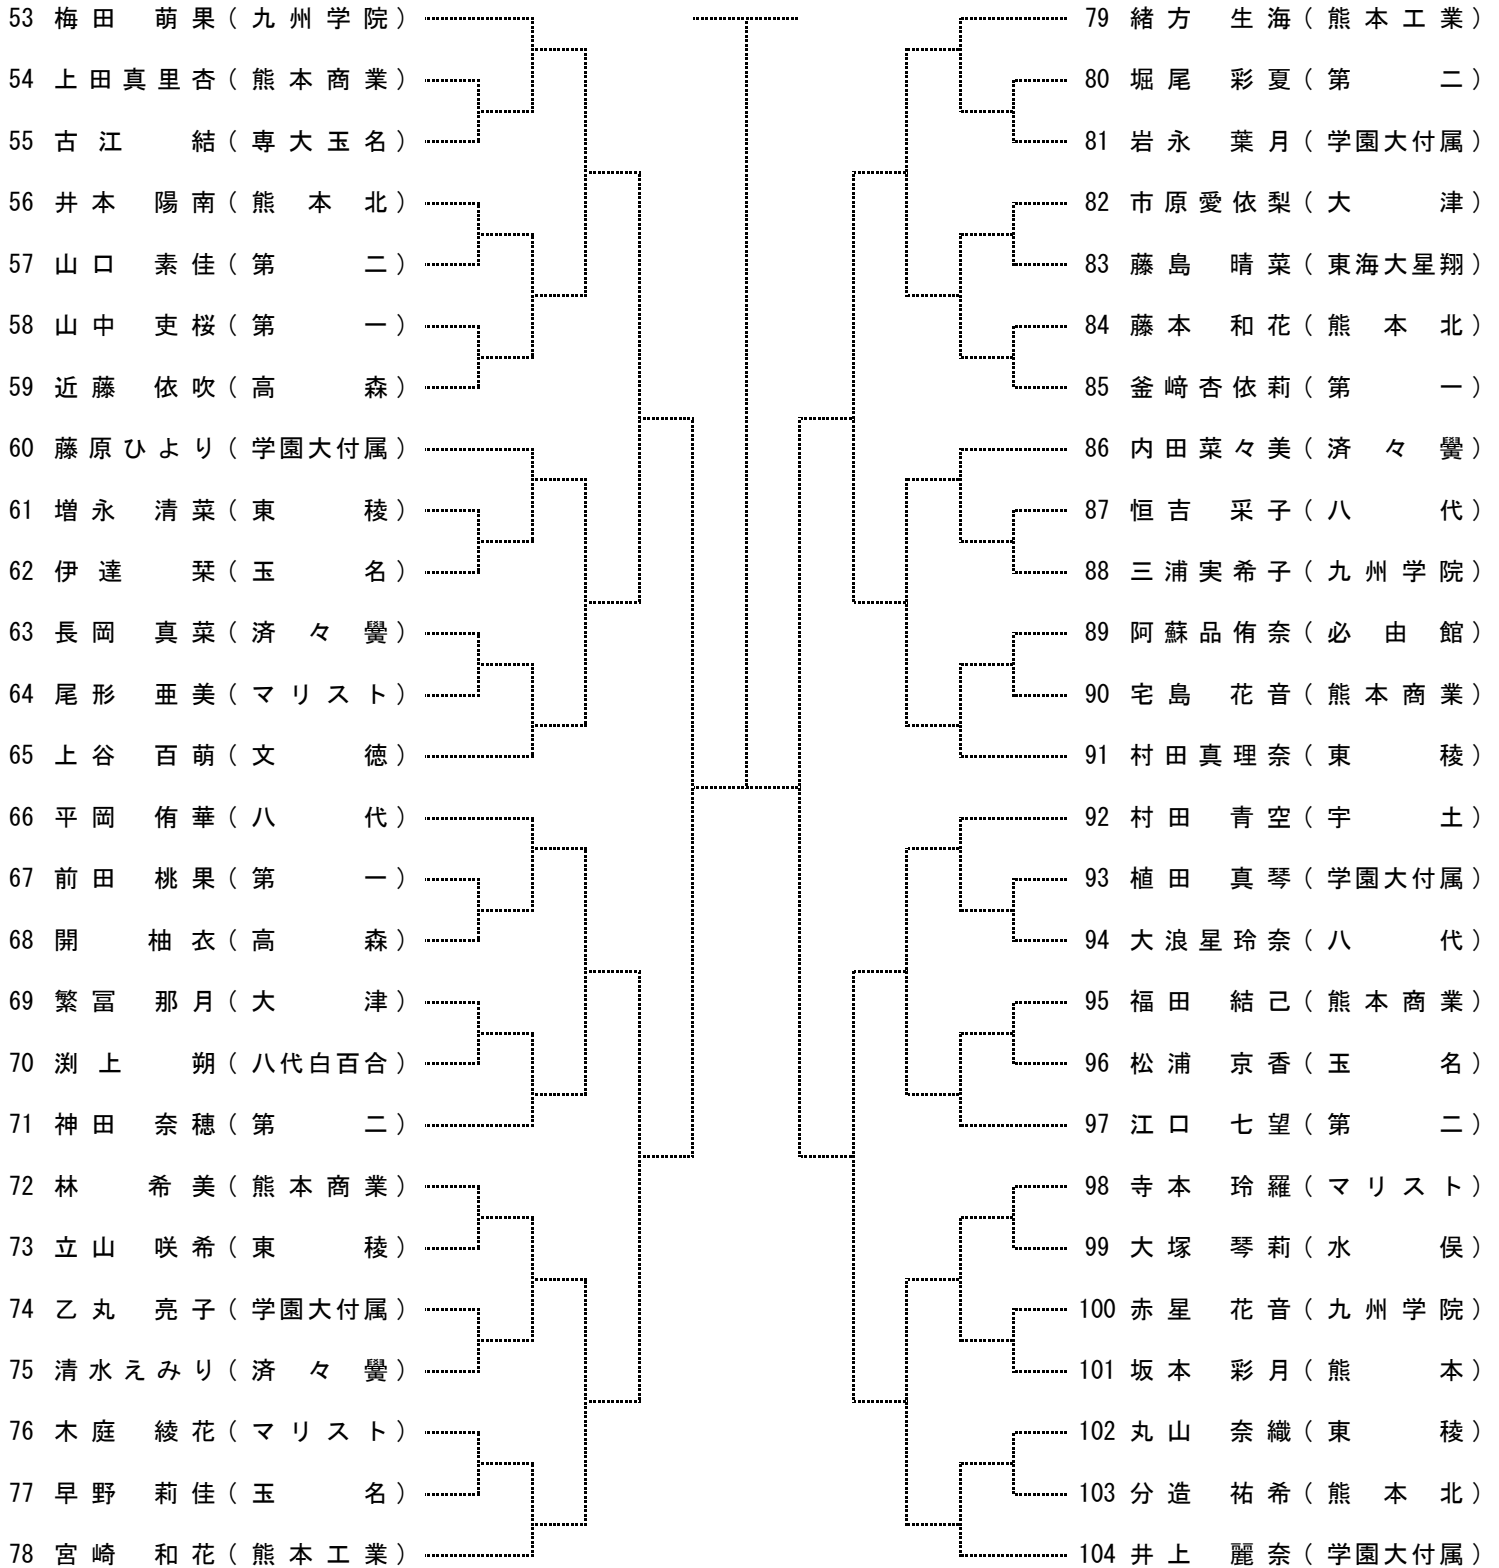 53 梅田 萌果(九州学院)
54 上田真里杏(熊本商業)
55 古江 結(専大玉名)
56 井本 陽南(熊本北)
57 山口 素佳(第二)
58 山中 吏桜(第一)
59 近藤 依吹(高森)
60 藤原ひより(学園大付属)
61 増永 清菜(東稜)
62 伊達 栞(玉名)
63 長岡 真菜(済々黌)
64 尾形 亜美(マリスト)
65 上谷 百萌(文徳)
66 平岡 侑華(八代)
67 前田 桃果(第一)
68 開 柚衣(高森)
69 繁冨 那月(大津)
70 渕上 朔(八代白百合)
71 神田 奈穂(第二)
72 林 希美(熊本商業)
73 立山 咲希(東稜)
74 乙丸 亮子(学園大付属)
75 清水えみり(済々黌)
76 木庭 綾花(マリスト)
77 早野 莉佳(玉名)
78 宮崎 和花(熊本工業)
79 緒方 生海(熊本工業)
80 堀尾 彩夏(第二)
81 岩永 葉月(学園大付属)
82 市原愛依梨(大津)
83 藤島 晴菜(東海大星翔)
84 藤本 和花(熊本北)
85 釜﨑杏依莉(第一)
86 内田菜々美(済々黌)
87 恒吉 采子(八代)
88 三浦実希子(九州学院)
89 阿蘇品侑奈(必由館)
90 宅島 花音(熊本商業)
91 村田真理奈(東稜)
92 村田 青空(宇土)
93 植田 真琴(学園大付属)
94 大浪星玲奈(八代)
95 福田 結己(熊本商業)
96 松浦 京香(玉名)
97 江口 七望(第二)
98 寺本 玲羅(マリスト)
99 大塚 琴莉(水俣)
100 赤星 花音(九州学院)
101 坂本 彩月(熊本)
102 丸山 奈織(東稜)
103 分造 祐希(熊本北)
104 井上 麗奈(学園大付属)